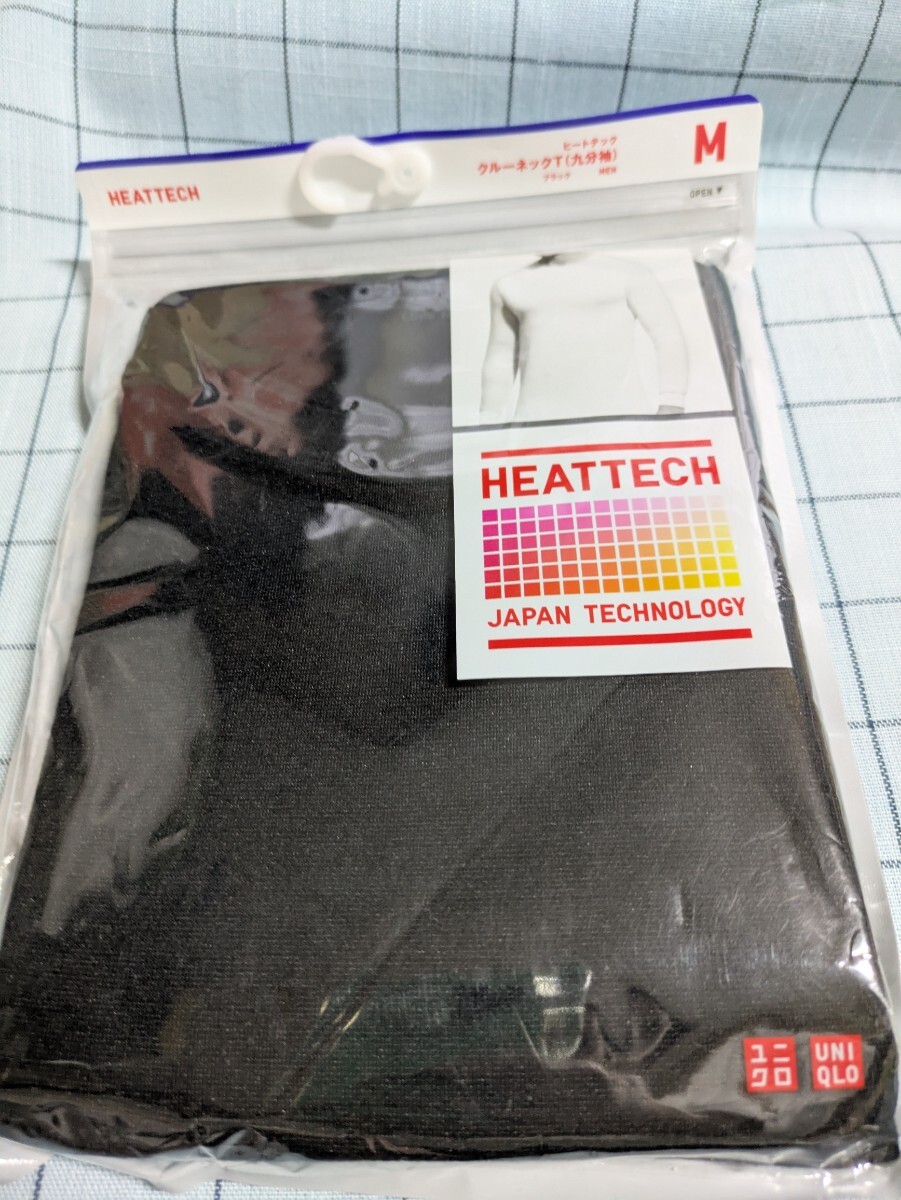 HEATTECH
ヒートテック
クルーネックT(九分袖)
ブラック MEN
M
OPEN ▼
HEATTECH
JAPAN TECHNOLOGY
ユニ
クロ
UNI
QLO